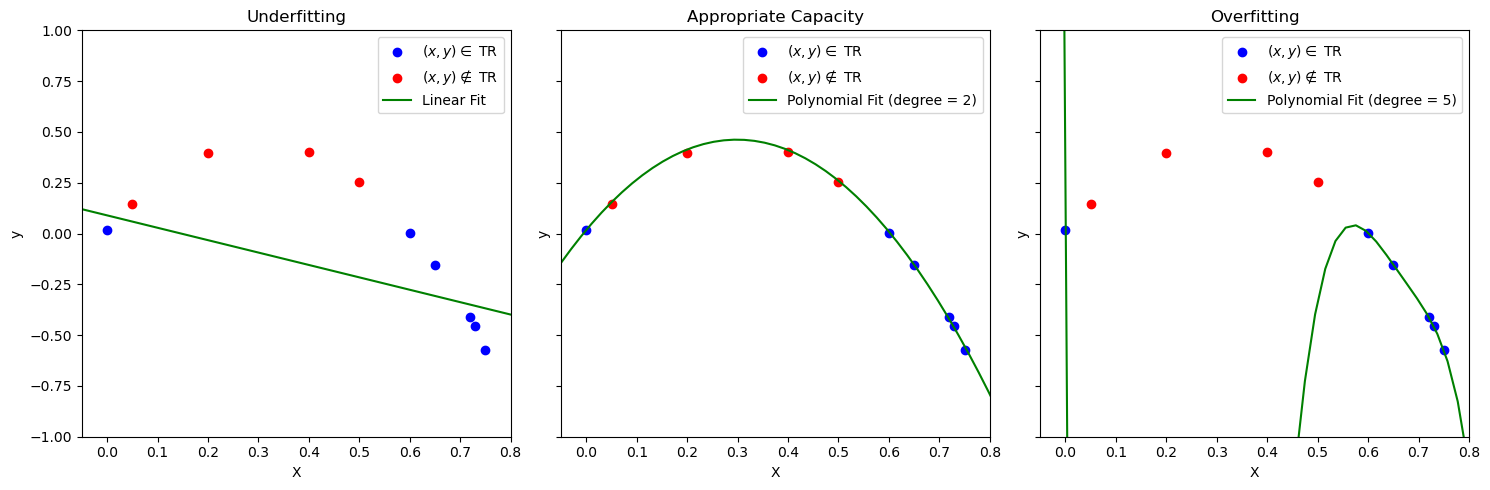 Underfitting
1.00
0.75
0.50
0.25
0.00
−0.25
−0.50
−0.75
−1.00
y
0.0 0.1 0.2 0.3 0.4 0.5 0.6 0.7 0.8
X
(x, y) ∈ TR
(x, y) ∉ TR
Linear Fit
Appropriate Capacity
y
0.0 0.1 0.2 0.3 0.4 0.5 0.6 0.7 0.8
X
(x, y) ∈ TR
(x, y) ∉ TR
Polynomial Fit (degree = 2)
Overfitting
y
0.0 0.1 0.2 0.3 0.4 0.5 0.6 0.7 0.8
X
(x, y) ∈ TR
(x, y) ∉ TR
Polynomial Fit (degree = 5)